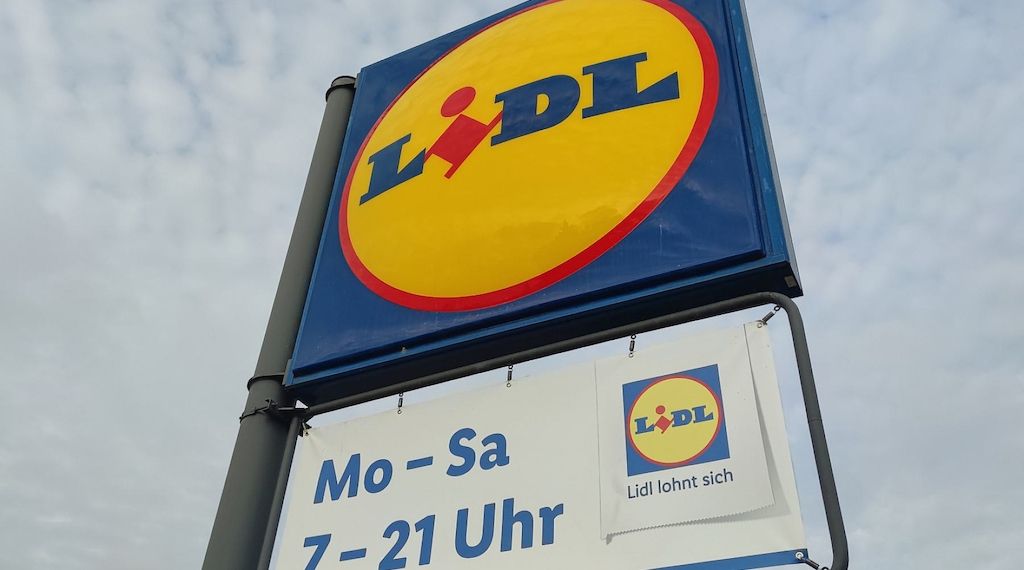 LiDL
Mo – Sa
7 – 21 Uhr
LiDL
Lidl lohnt sich